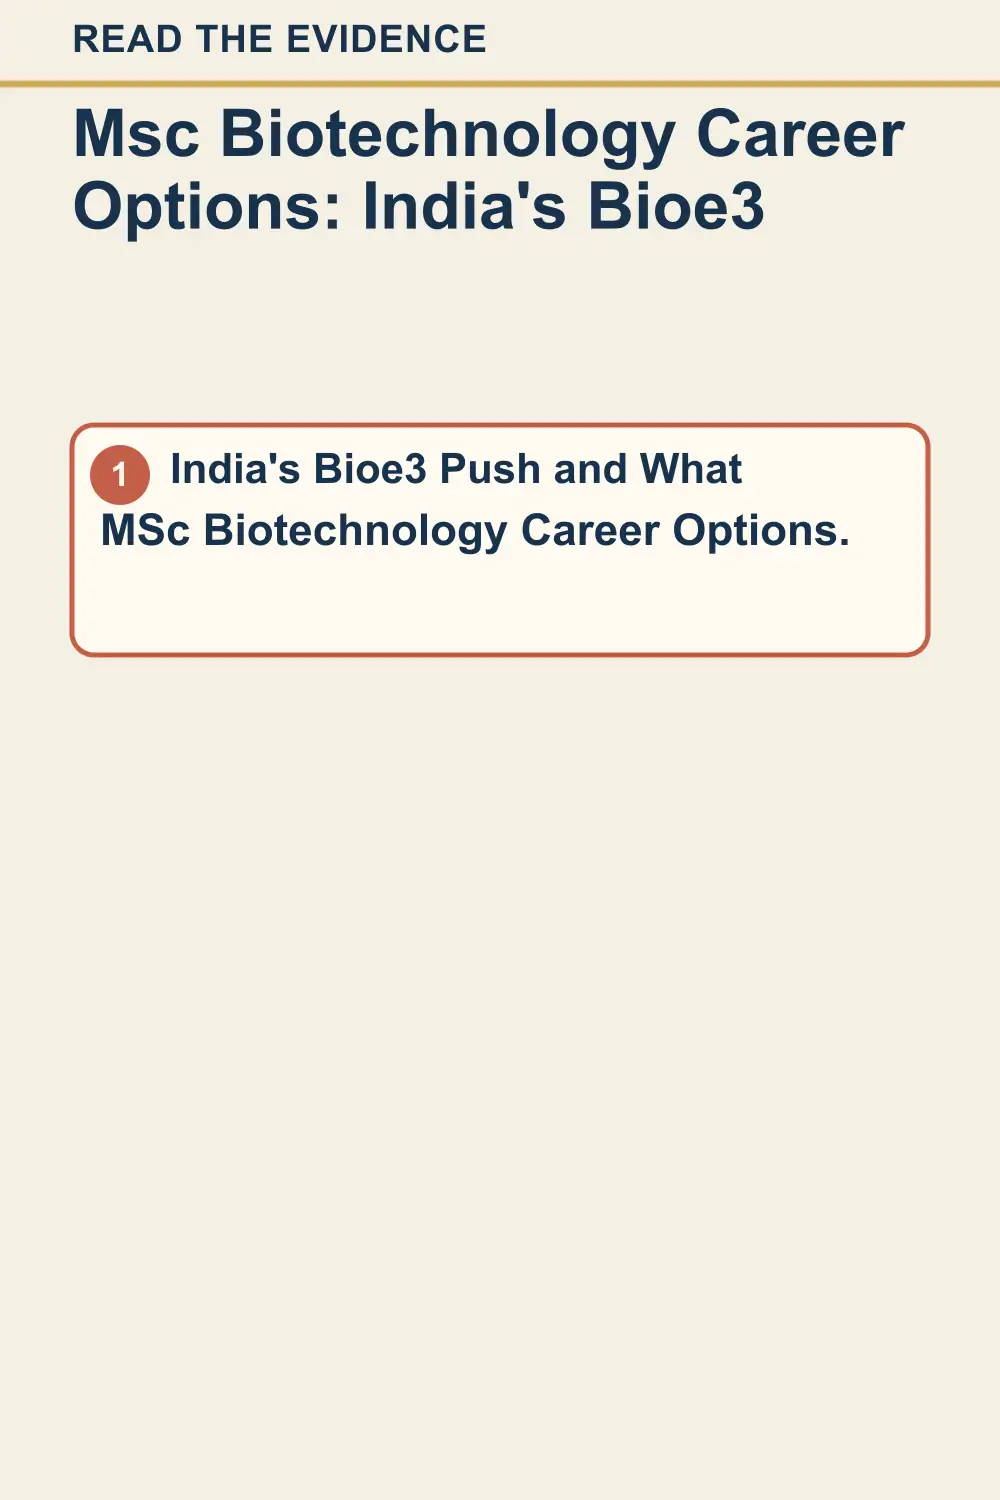 READ THE EVIDENCE
Msc Biotechnology Career
Options: India's Bioe3
1 India's Bioe3 Push and What
MSc Biotechnology Career Options.